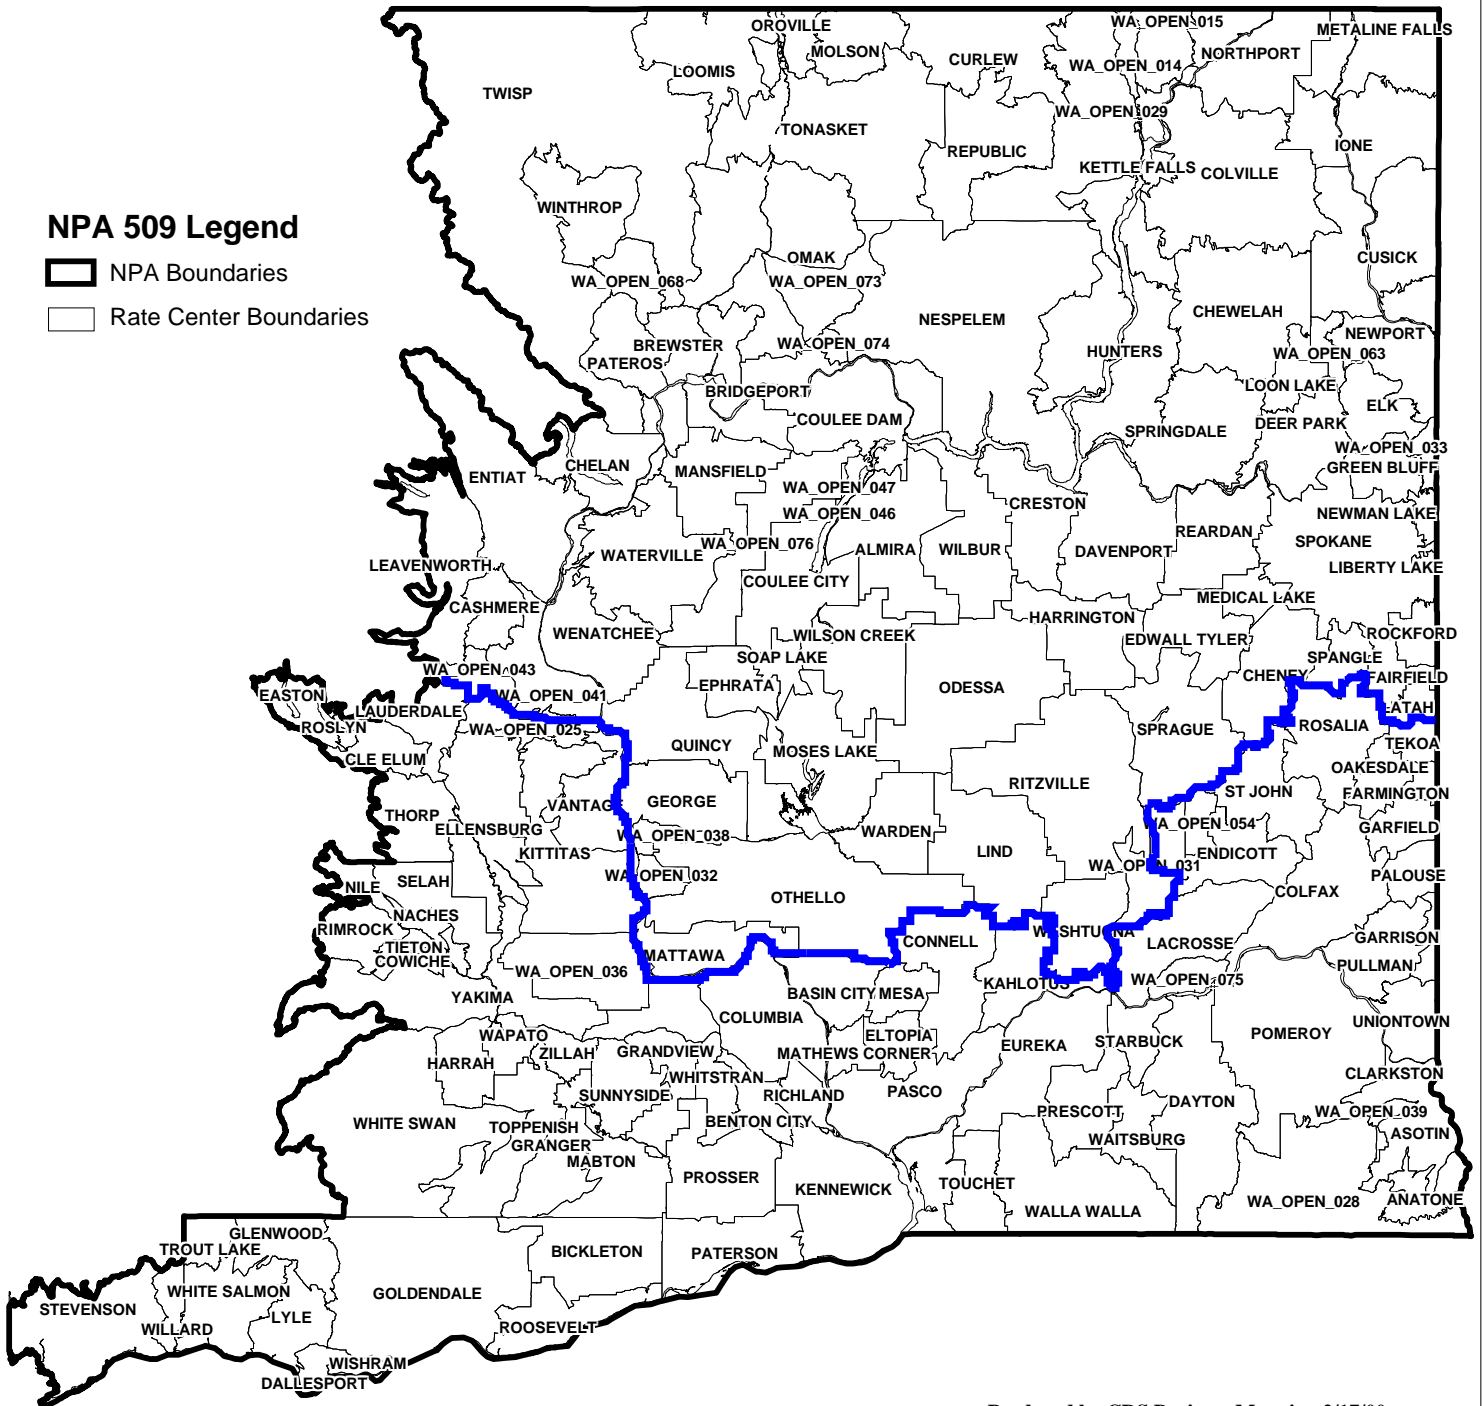 OROVILLE
WA_OPEN_015
METALINE FALLS
MOLSON
NORTHPORT
CURLEW
WA_OPEN_014
LOOMIS
TWISP
WA_OPEN_029
TONASKET
IONE
REPUBLIC
KETTLE FALLS
COLVILLE
WINTHROP
NPA 509 Legend
NPA Boundaries
Rate Center Boundaries
OMAK
CUSICK
WA_OPEN_068
WA_OPEN_073
CHEWELAH
NESPELEM
NEWPORT
BREWSTER
WA_OPEN_074
HUNTERS
WA_OPEN_063
PATEROS
LOON LAKE
BRIDGEPORT
ELK
COULEE DAM
DEER PARK
SPRINGDALE
WA_OPEN_033
CHELAN
MANSFIELD
GREEN BLUFF
ENTIAT
WA_OPEN_047
CRESTON
WA_OPEN_046
NEWMAN LAKE
REARDAN
WA_OPEN_076
SPOKANE
WATERVILLE
ALMIRA
WILBUR
DAVENPORT
LEAVENWORTH
LIBERTY LAKE
COULEE CITY
MEDICAL LAKE
CASHMERE
HARRINGTON
WENATCHEE
WILSON CREEK
EDWALL TYLER
ROCKFORD
SOAP LAKE
SPANGLE
WA_OPEN_043
CHENEY
FAIRFIELD
EPHRATA
ODESSA
EASTON
WA_OPEN_041
LATAH
LAUDERDALE
ROSLYN
WA_OPEN_025
SPRAGUE
ROSALIA
QUINCY
MOSES LAKE
TEKOA
CLE ELUM
OAKESDALE
RITZVILLE
ST JOHN
FARMINGTON
VANTAGE
GEORGE
THORP
ELLENSBURG
WA_OPEN_038
WARDEN
WA_OPEN_054
GARFIELD
KITTITAS
LIND
ENDICOTT
WA_OPEN_031
WA_OPEN_032
PALOUSE
SELAH
NILE
COLFAX
OTHELLO
NACHES
RIMROCK
WASHTUCNA
GARRISON
TIETON
CONNELL
LACROSSE
COWICHE
MATTAWA
PULLMAN
WA_OPEN_036
WA_OPEN_075
KAHLOTUS
BASIN CITY
MESA
YAKIMA
COLUMBIA
UNIONTOWN
WAPATO
ELTOPIA
POMEROY
EUREKA
STARBUCK
ZILLAH
GRANDVIEW
MATHEWS CORNER
HARRAH
CLARKSTON
WHITSTRAN
PASCO
SUNNYSIDE
RICHLAND
DAYTON
PRESCOTT
WA_OPEN_039
WHITE SWAN
BENTON CITY
TOPPENISH
ASOTIN
WAITSBURG
GRANGER
MABTON
PROSSER
TOUCHET
KENNEWICK
ANATONE
WA_OPEN_028
WALLA WALLA
GLENWOOD
TROUT LAKE
BICKLETON
PATERSON
WHITE SALMON
GOLDENDALE
STEVENSON
LYLE
WILLARD
ROOSEVELT
WISHRAM
DALLESPORT